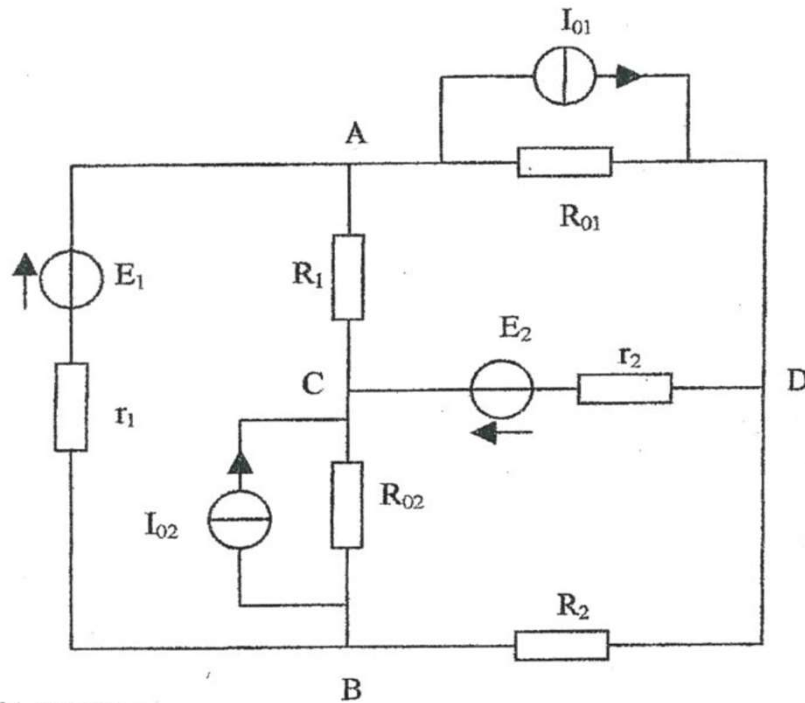 I₀₁
A
R₀₁
E₁
R₁
E₂
r₂
C
D
r₁
R₀₂
I₀₂
R₂
B